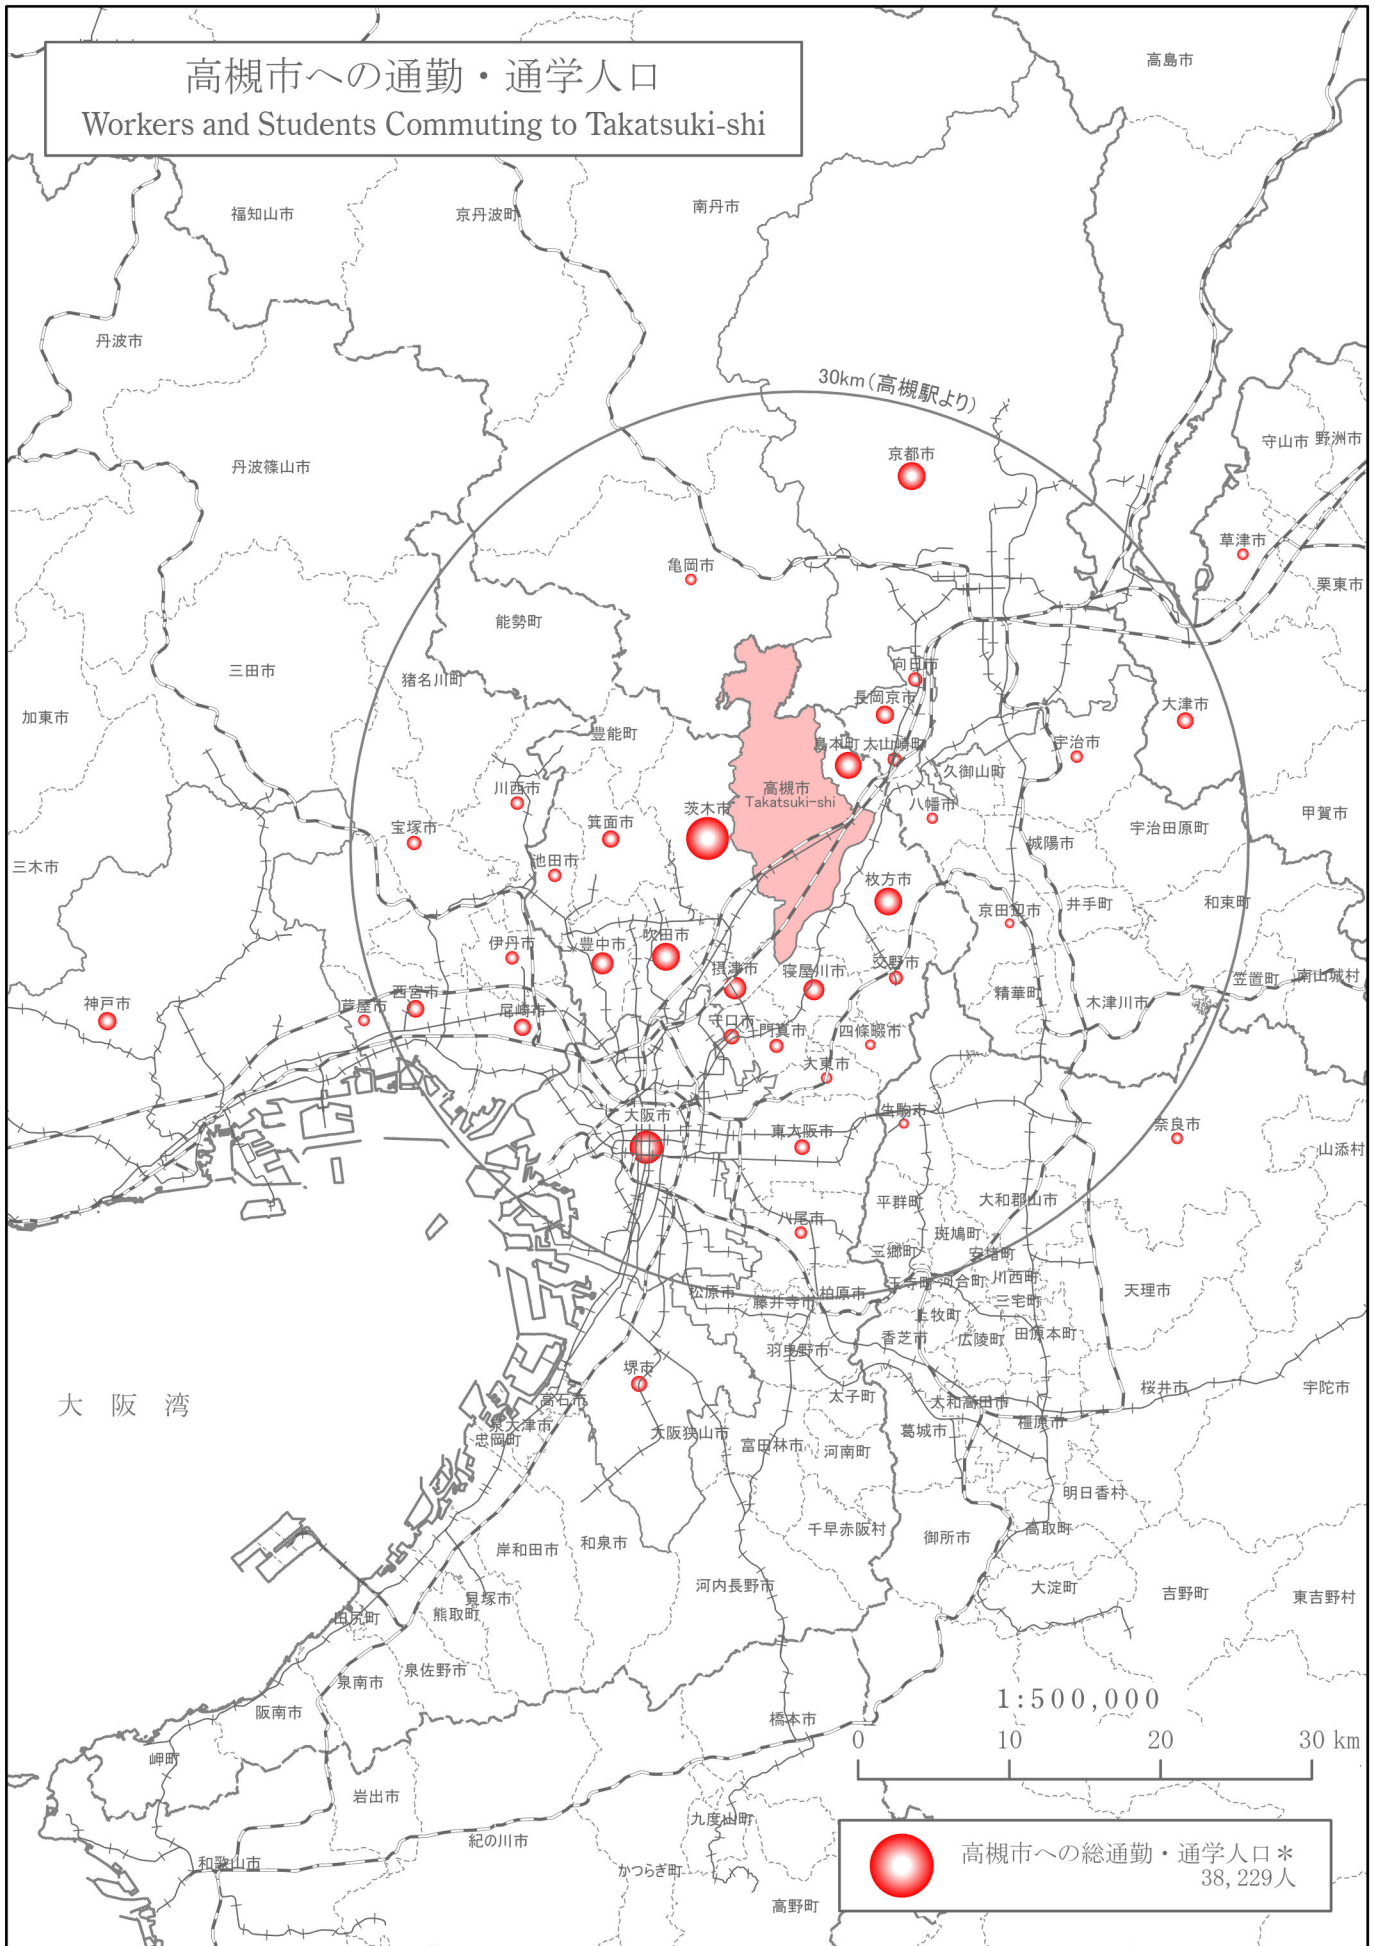 高槻市への通勤・通学人口
Workers and Students Commuting to Takatsuki-shi
高島市
福知山市
京丹波町
南丹市
丹波市
30km(高槻駅より)
丹波篠山市
京都市
守山市
野洲市
草津市
亀岡市
栗東市
能勢町
三田市
猪名川町
向日市
長岡京市
加東市
大津市
豊能町
島本町
大山崎町
宇治市
久御山町
川西市
高槻市
Takatsuki-shi
八幡市
茨木市
宝塚市
箕面市
宇治田原町
甲賀市
城陽市
三木市
池田市
枚方市
京田辺市
井手町
和束町
伊丹市
豊中市
吹田市
摂津市
寝屋川市
交野市
笠置町
南山城村
精華町
木津川市
神戸市
芦屋市
西宮市
尼崎市
守口市
門真市
四條畷市
大東市
大阪市
生駒市
奈良市
東大阪市
山添村
平群町
大和郡山市
八尾市
斑鳩町
三郷町
安堵町
松原市
藤井寺市
柏原市
王寺町
河合町
川西町
天理市
三宅町
上牧町
香芝市
広陵町
田原本町
羽曳野市
堺市
太子町
桜井市
宇陀市
大阪湾
高石市
大和高田市
泉大津市
忠岡町
大阪狭山市
富田林市
河南町
葛城市
橿原市
明日香村
千早赤阪村
御所市
高取町
岸和田市
和泉市
河内長野市
大淀町
吉野町
東吉野村
貝塚市
熊取町
田尻町
泉佐野市
泉南市
阪南市
橋本市
岬町
1:500,000
0 10 20 30 km
岩出市
九度山町
紀の川市
和歌山市
かつらぎ町
高野町
高槻市への総通勤・通学人口＊
38,229人